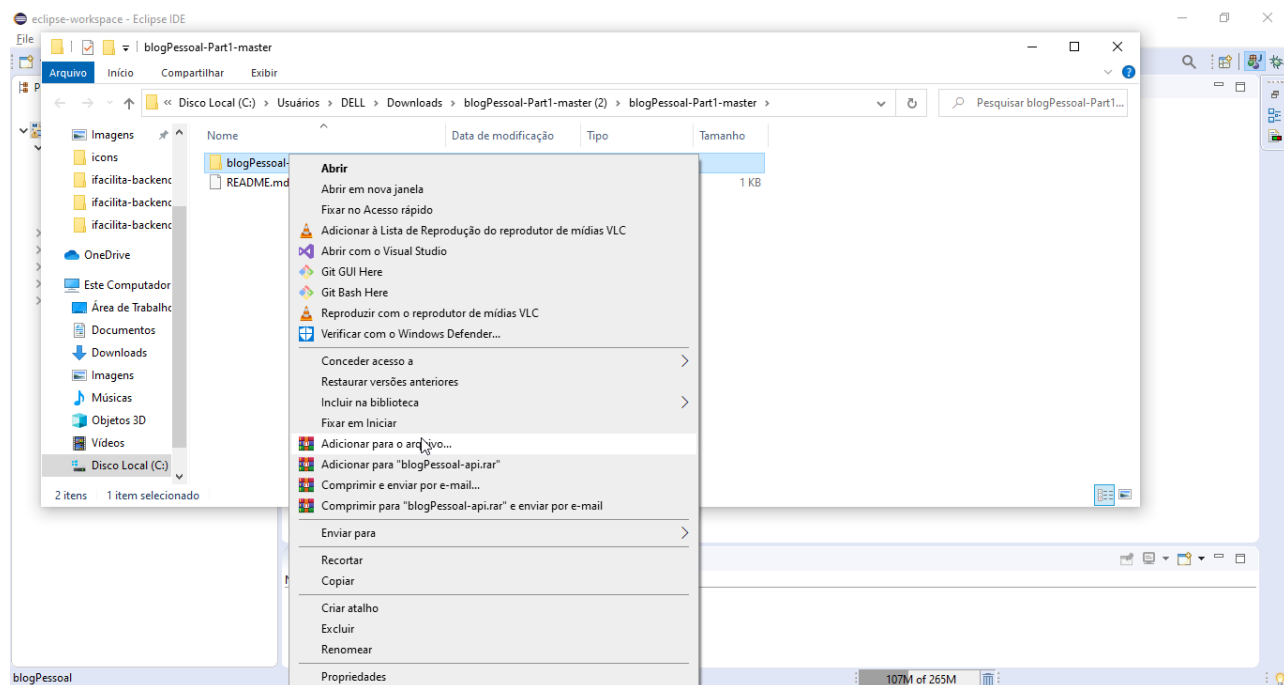 eclipse-workspace - Eclipse IDE
File
blogPessoal-Part1-master
Arquivo Início Compartilhar Exibir
« Disco Local (C:) > Usuários > DELL > Downloads > blogPessoal-Part1-master (2) > blogPessoal-Part1-master >
Pesquisar blogPessoal-Part1...
Nome Data de modificação Tipo Tamanho
Imagens
icons
ifacilita-backend
ifacilita-backend
ifacilita-backend
OneDrive
Este Computador
Área de Trabalho
Documentos
Downloads
Imagens
Músicas
Objetos 3D
Vídeos
Disco Local (C:)
blogPessoal-
README.md 1 KB
Abrir
Abrir em nova janela
Fixar no Acesso rápido
Adicionar à Lista de Reprodução do reprodutor de mídias VLC
Abrir com o Visual Studio
Git GUI Here
Git Bash Here
Reproduzir com o reprodutor de mídias VLC
Verificar com o Windows Defender...
Conceder acesso a
Restaurar versões anteriores
Incluir na biblioteca
Fixar em Iniciar
Adicionar para o arquivo...
Adicionar para "blogPessoal-api.rar"
Comprimir e enviar por e-mail...
Comprimir para "blogPessoal-api.rar" e enviar por e-mail
Enviar para
Recortar
Copiar
Criar atalho
Excluir
Renomear
Propriedades
2 itens 1 item selecionado
blogPessoal
107M of 265M